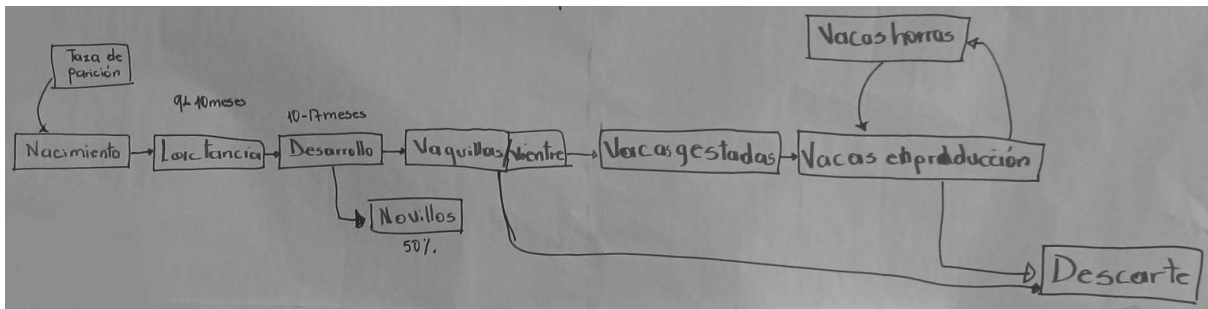 Taza de
parición
Nacimiento
9-10 meses
Lactancia
10-17 meses
Desarrollo
Novillos
50%.
Vaquillas/Vientre
Vacas gestadas
Vacas horras
Vacas en producción
Descarte